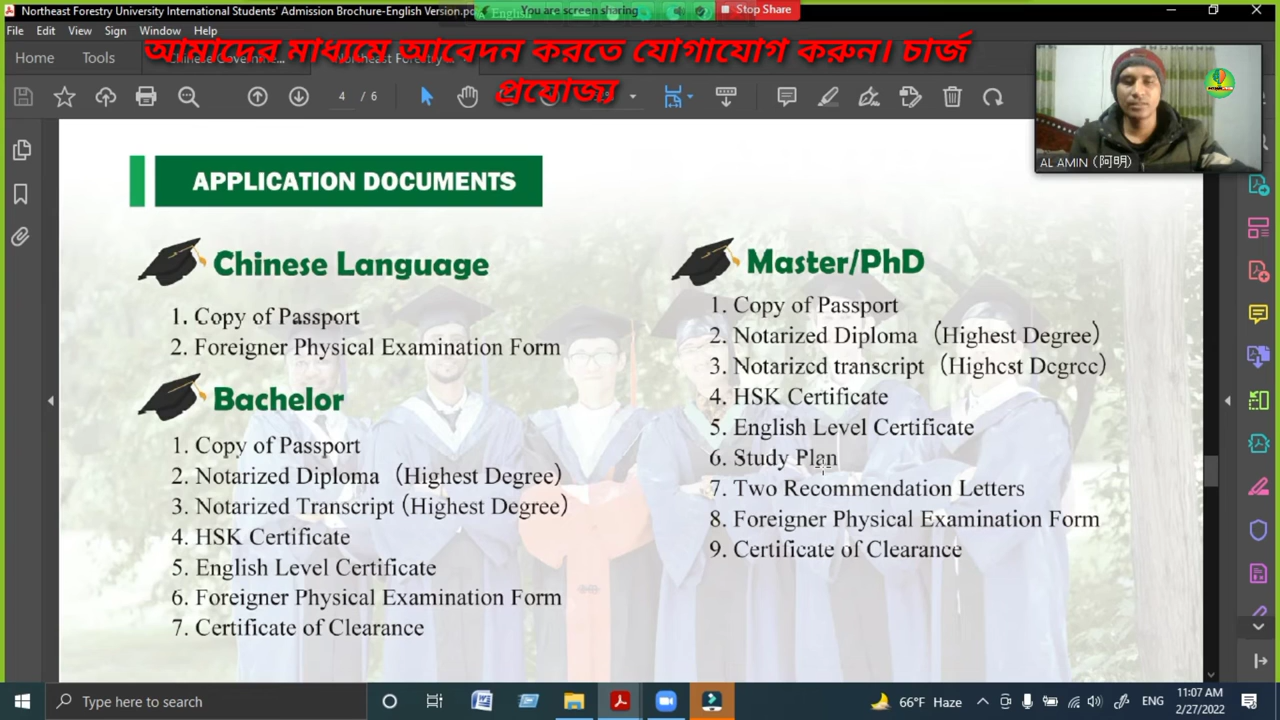 Northeast Forestry University International Students' Admission Brochure-English Version.pd
You are screen sharing
Stop Share
File Edit View Sign Window Help
আমাদের মাধ্যমে আবেদন করতে যোগাযোগ করুন। চার্জ
প্রযোজ্য
Home Tools
4 / 6
AL AMIN（阿明）
APPLICATION DOCUMENTS
Chinese Language
1. Copy of Passport
2. Foreigner Physical Examination Form
Bachelor
1. Copy of Passport
2. Notarized Diploma （Highest Degree）
3. Notarized Transcript（Highest Degree）
4. HSK Certificate
5. English Level Certificate
6. Foreigner Physical Examination Form
7. Certificate of Clearance
Master/PhD
1. Copy of Passport
2. Notarized Diploma （Highest Degree）
3. Notarized transcript （Highest Degree）
4. HSK Certificate
5. English Level Certificate
6. Study Plan
7. Two Recommendation Letters
8. Foreigner Physical Examination Form
9. Certificate of Clearance
Type here to search
66°F Haze
ENG
11:07 AM
2/27/2022